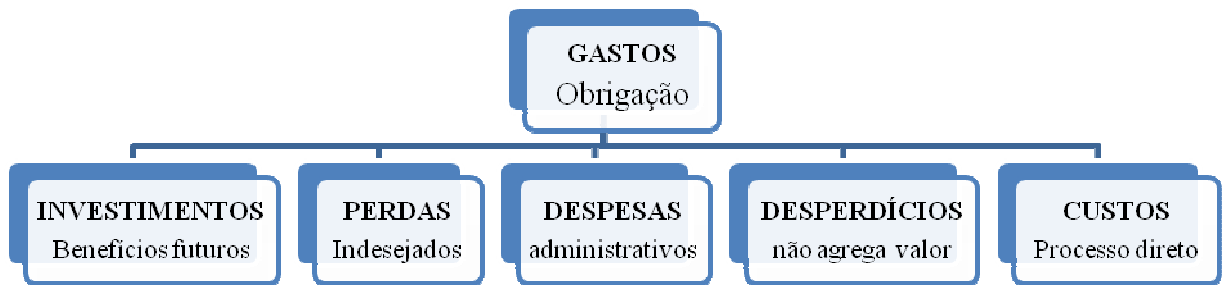 GASTOS
Obrigação
INVESTIMENTOS
Benefícios futuros
PERDAS
Indesejados
DESPESAS
administrativos
DESPERDÍCIOS
não agrega valor
CUSTOS
Processo direto